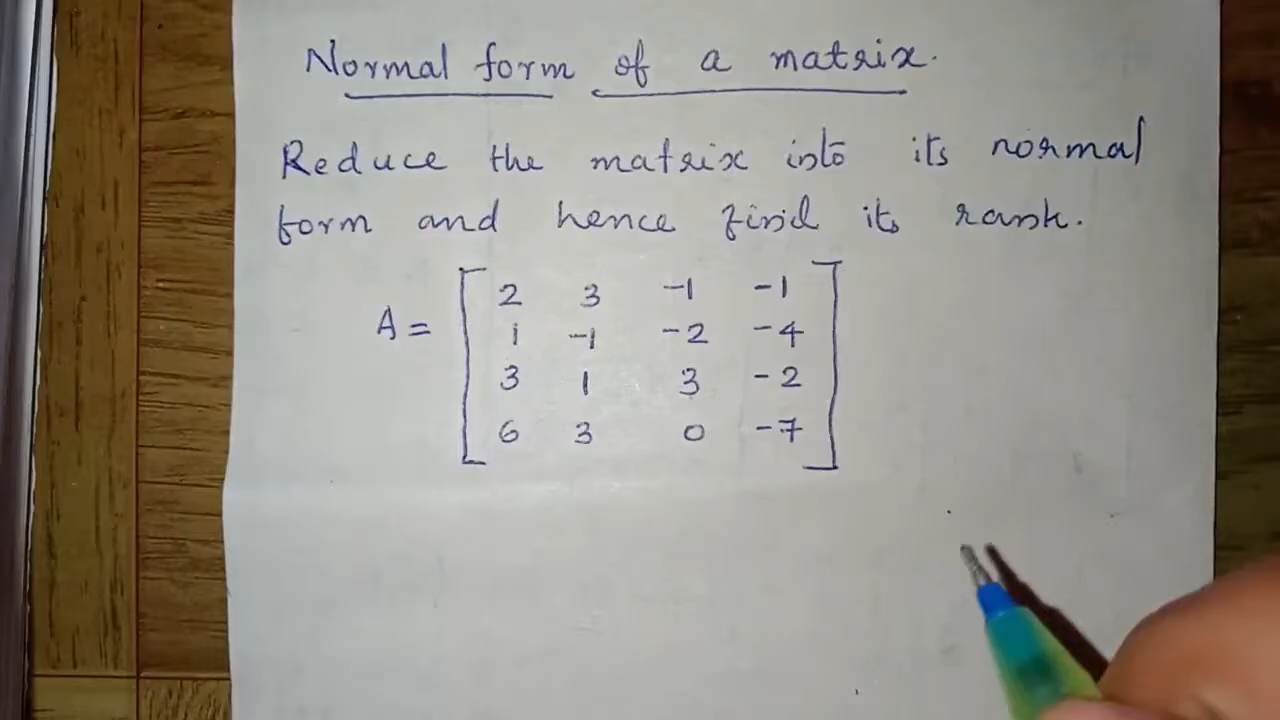 Normal form of a matrix.
Reduce the matrix into its normal
form and hence find its rank.
A = [ 2 3 -1 -1
1 -1 -2 -4
3 1 3 -2
6 3 0 -7 ]